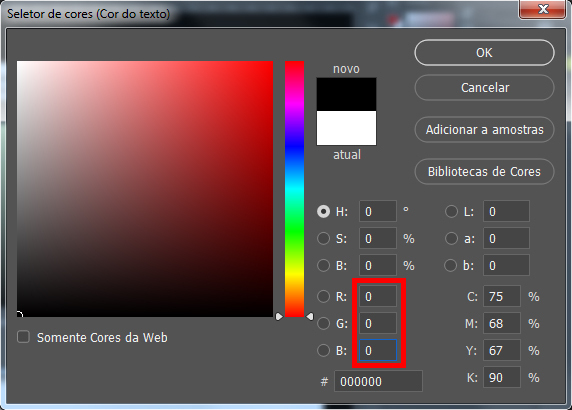 Seletor de cores (Cor do texto)
novo
atual
OK
Cancelar
Adicionar a amostras
Bibliotecas de Cores
H: 0 ° L: 0
S: 0 % a: 0
B: 0 % b: 0
R: 0 C: 75 %
G: 0 M: 68 %
B: 0 Y: 67 %
# 000000 K: 90 %
Somente Cores da Web